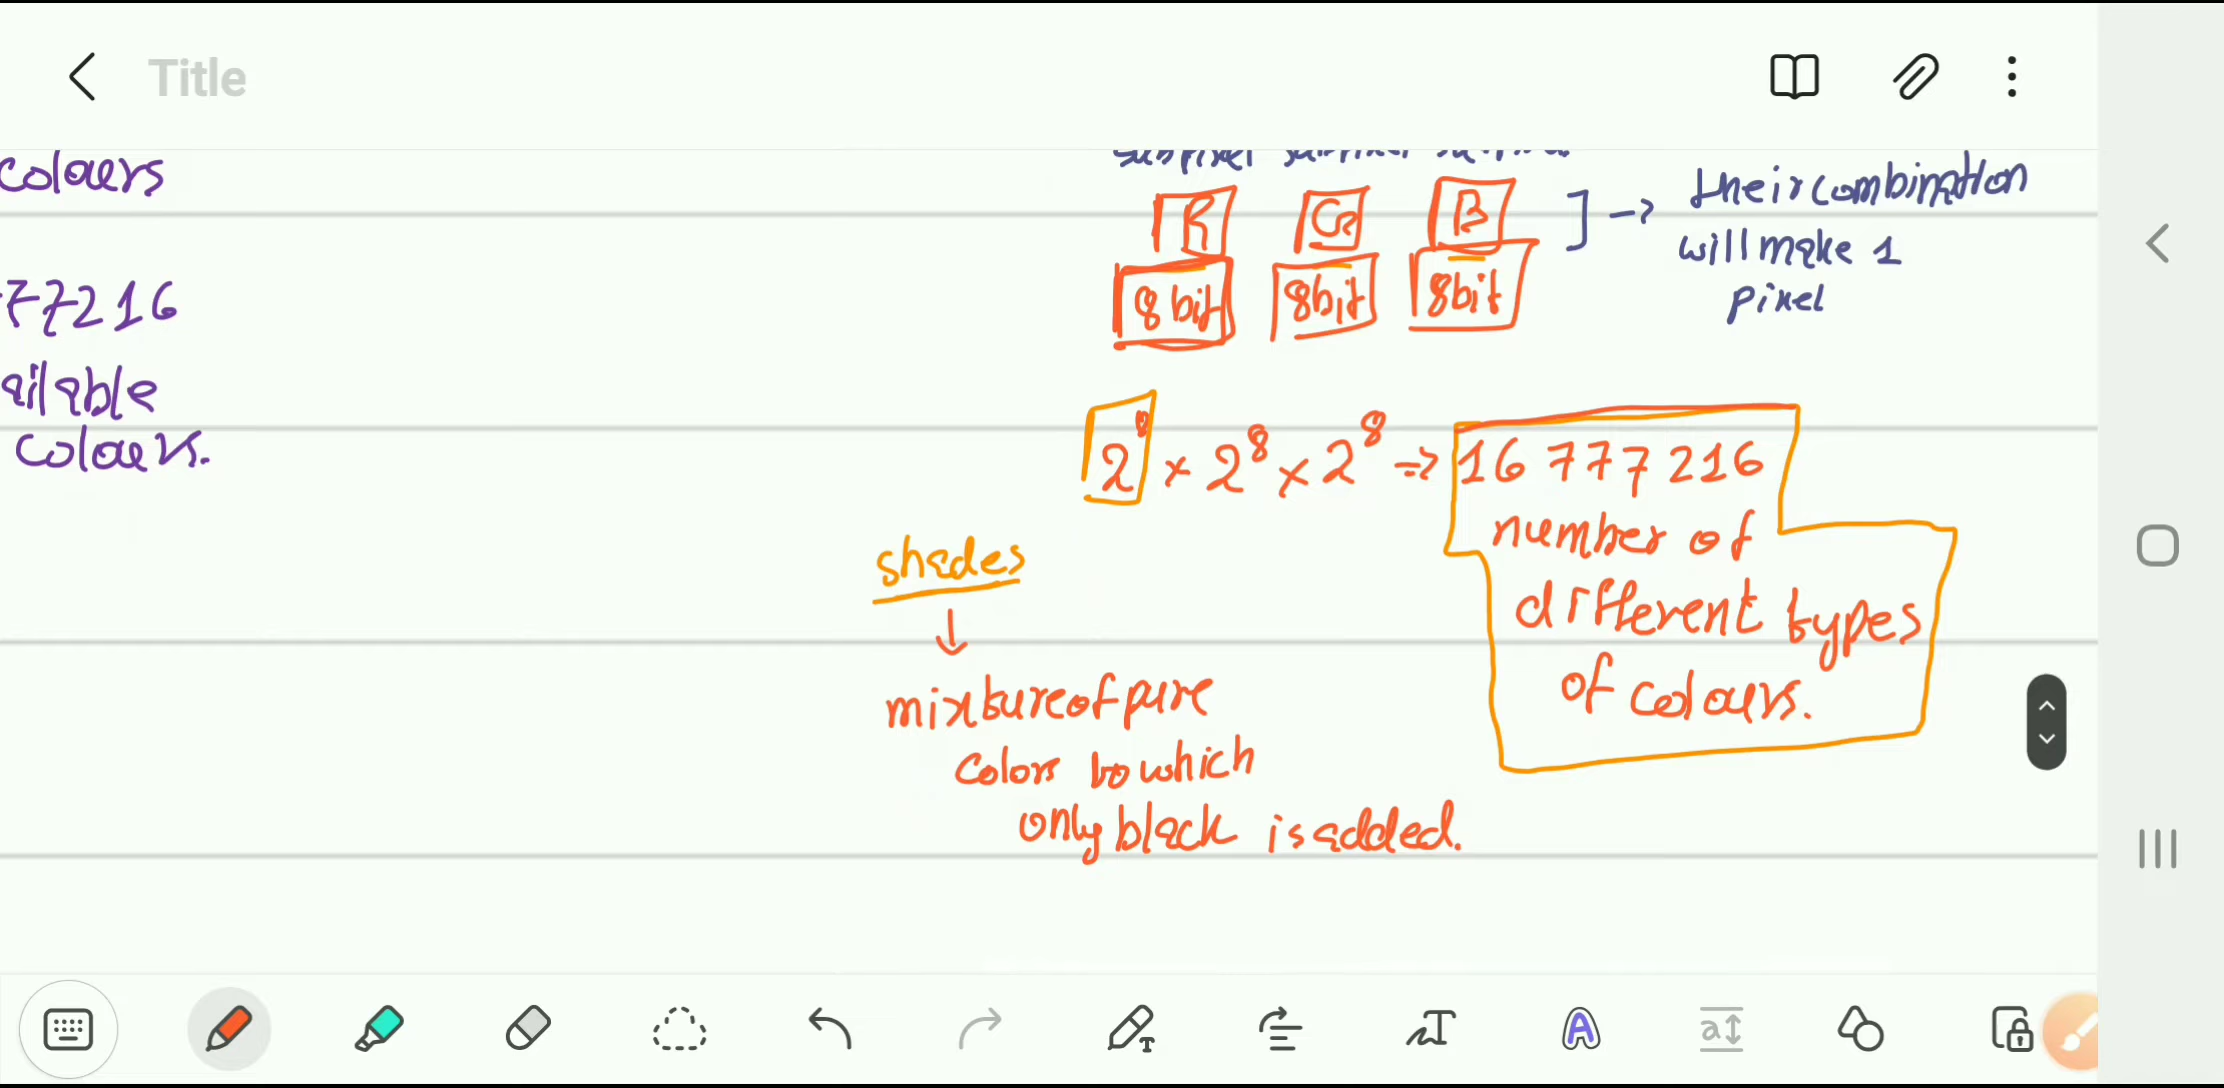 Title
colours
77216
ailable
colours.
R G B ] -> their combination
will make 1
pixel
8 bit 8bit 8bit
2^8 × 2^8 × 2^8 => 16 777 216
number of
different types
of colours.
shades
↓
mixture of pure
colors to which
only black is added.